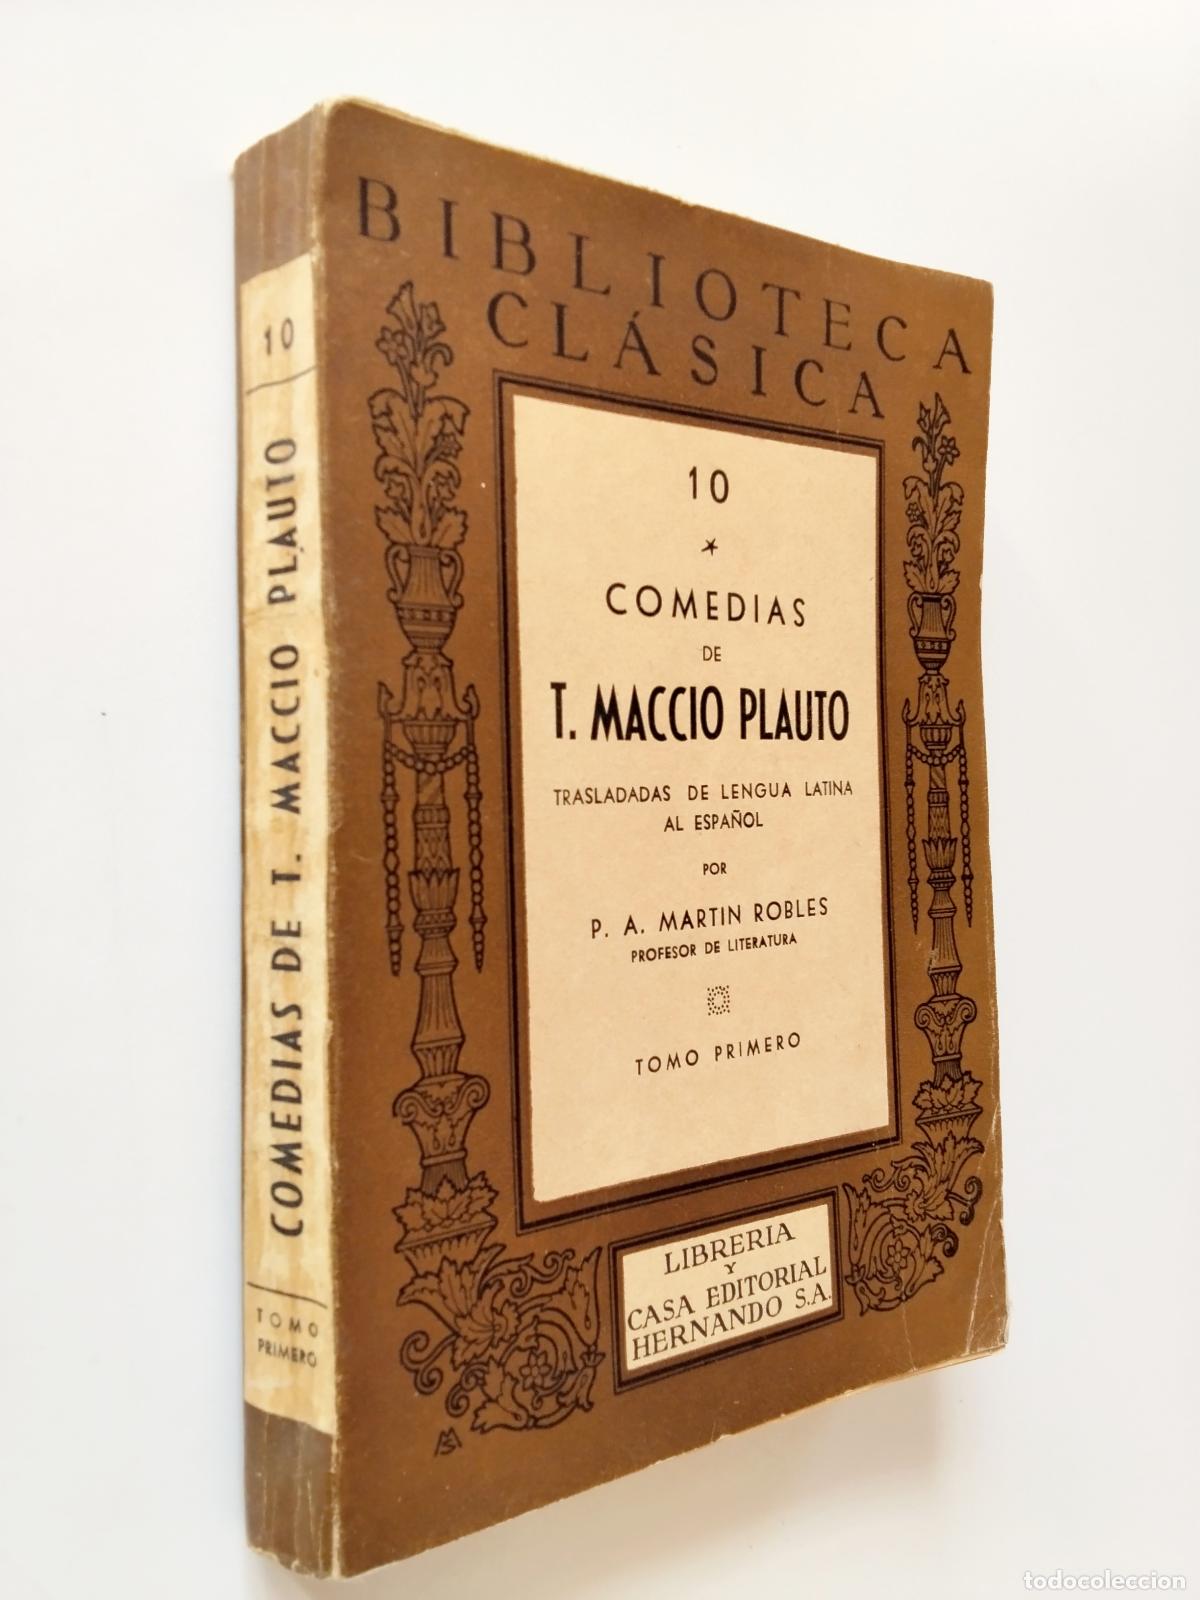 BIBLIOTECA
CLÁSICA
10
COMEDIAS
DE
T. MACCIO PLAUTO
TRASLADADAS DE LENGUA LATINA
AL ESPAÑOL
POR
P. A. MARTIN ROBLES
PROFESOR DE LITERATURA
TOMO PRIMERO
LIBRERIA
Y
CASA EDITORIAL
HERNANDO S.A.
10
COMEDIAS DE T. MACCIO PLAUTO
TOMO
PRIMERO
todocoleccion